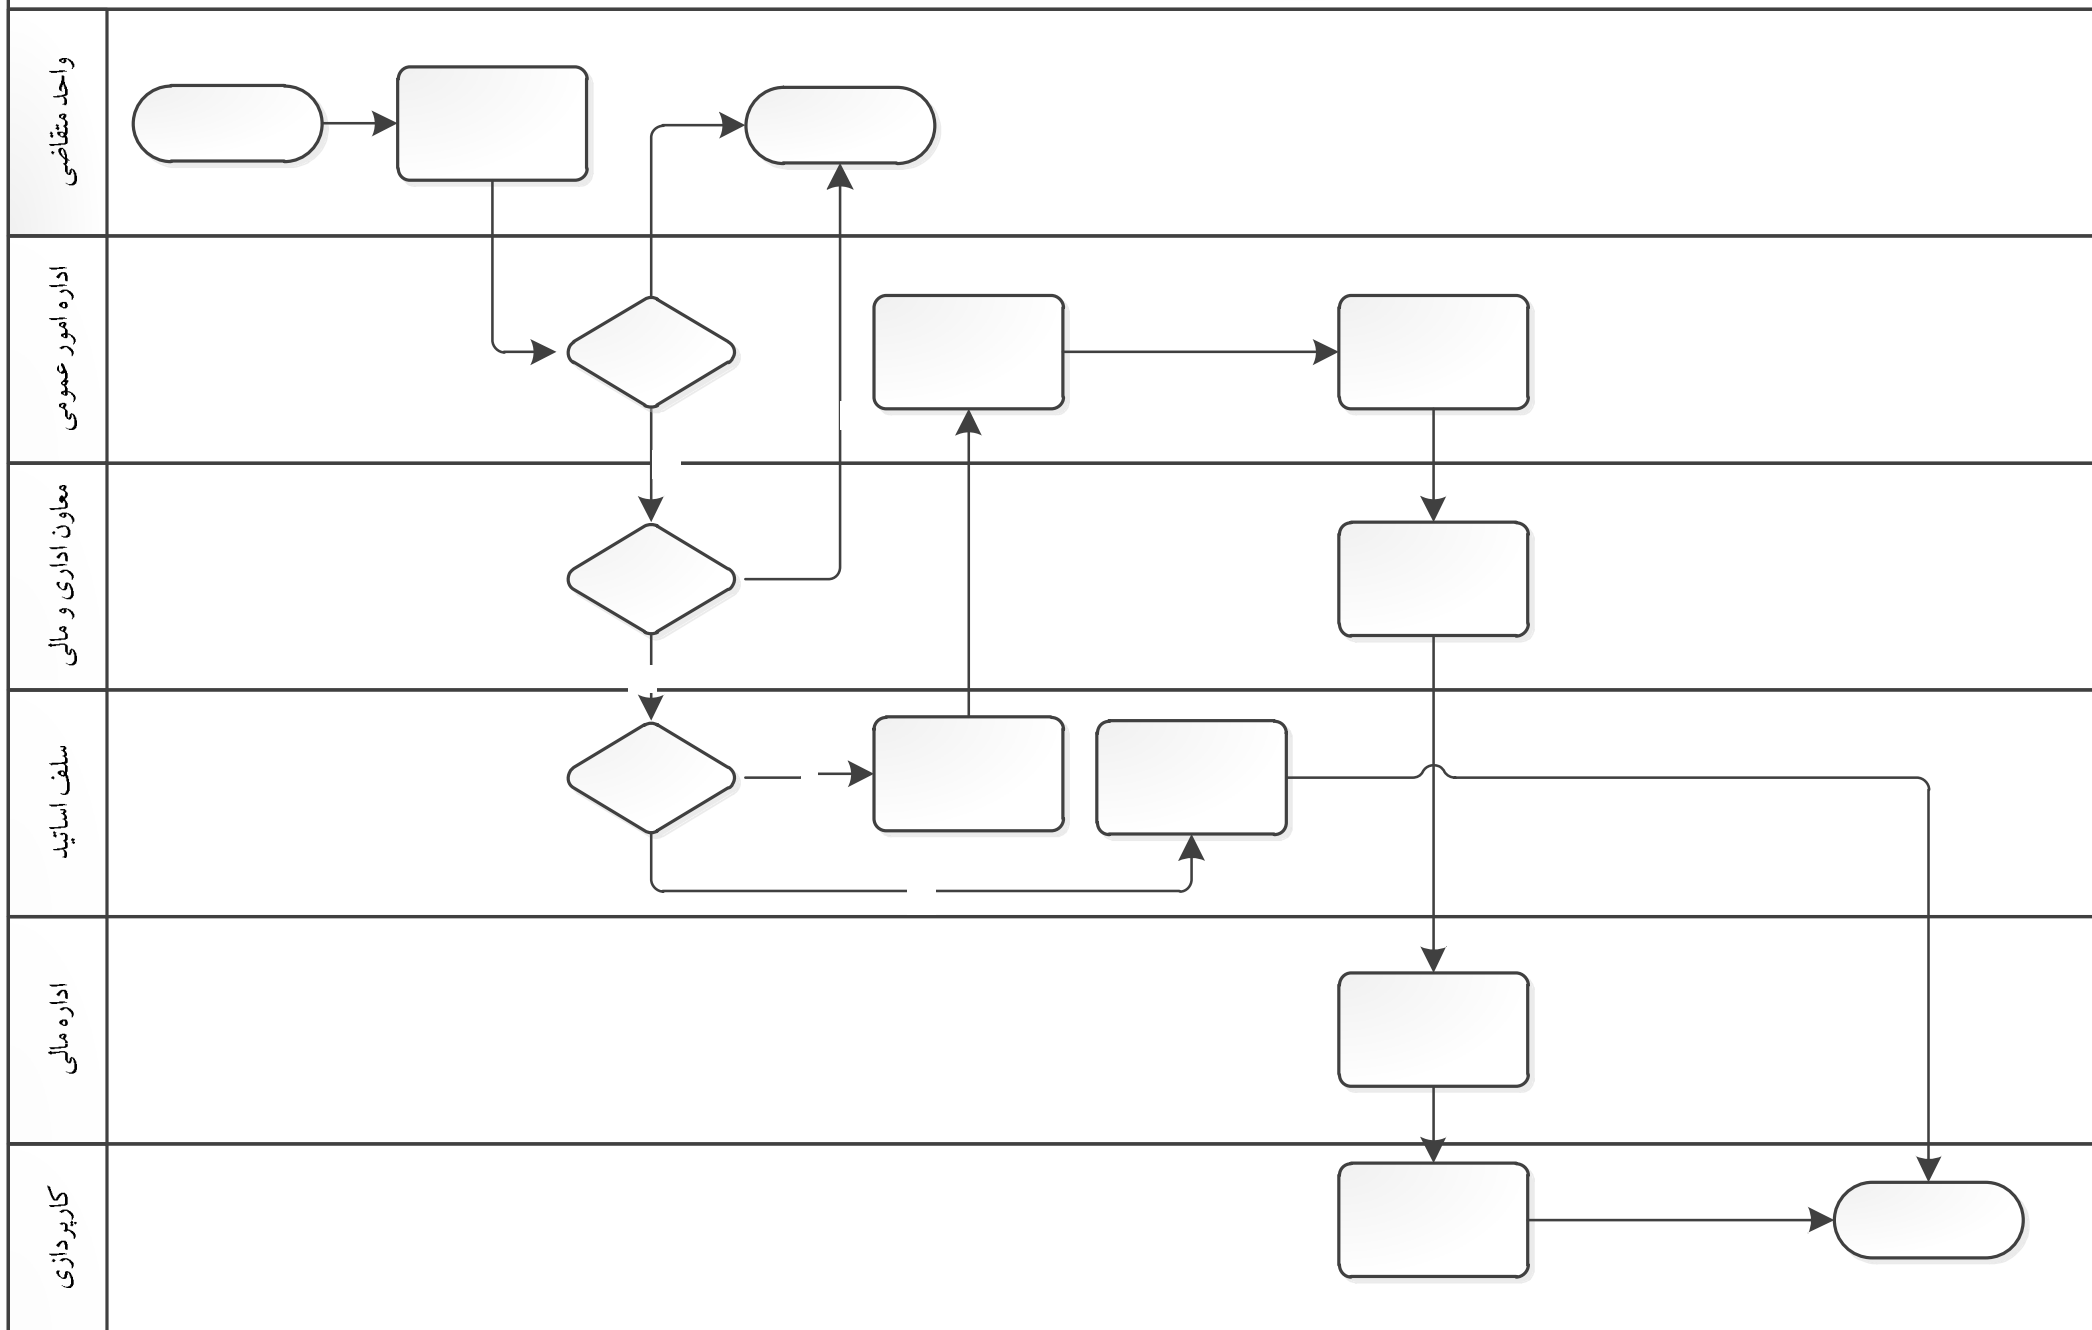 واحد متقاضی
اداره امور عمومی
معاون اداری و مالی
سلف اساتید
اداره مالی
کارپردازی